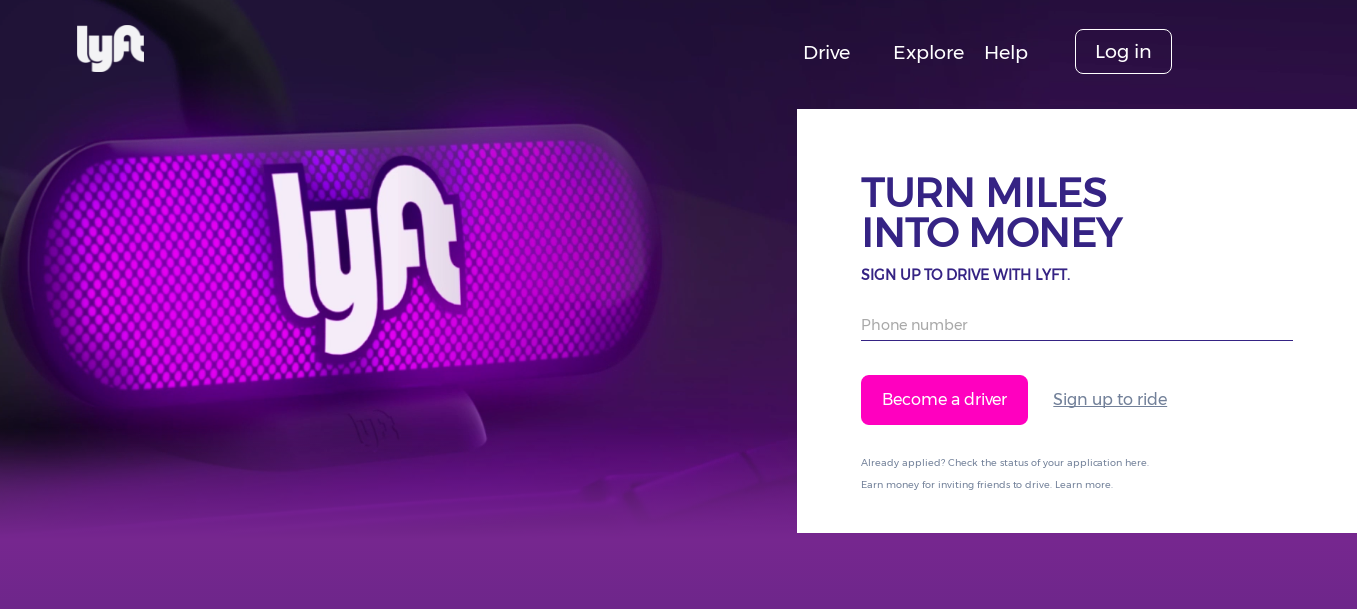 lyft
Drive Explore Help Log in
lyft
TURN MILES
INTO MONEY
SIGN UP TO DRIVE WITH LYFT.
Phone number
Become a driver Sign up to ride
Already applied? Check the status of your application here.
Earn money for inviting friends to drive. Learn more.
lyft